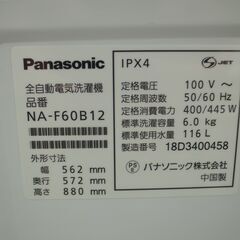 Panasonic
全自動電気洗濯機
品番
NA-F60B12
外形寸法
幅 562 mm
奥行 572 mm
高さ 880 mm
IPX4
JET
定格電圧 100 V～
定格周波数 50/60 Hz
定格消費電力 400/445 W
標準洗濯容量 6.0 kg
標準使用水量 116 L
製造番号 18D3400458
PS E
パナソニック株式会社
中国製